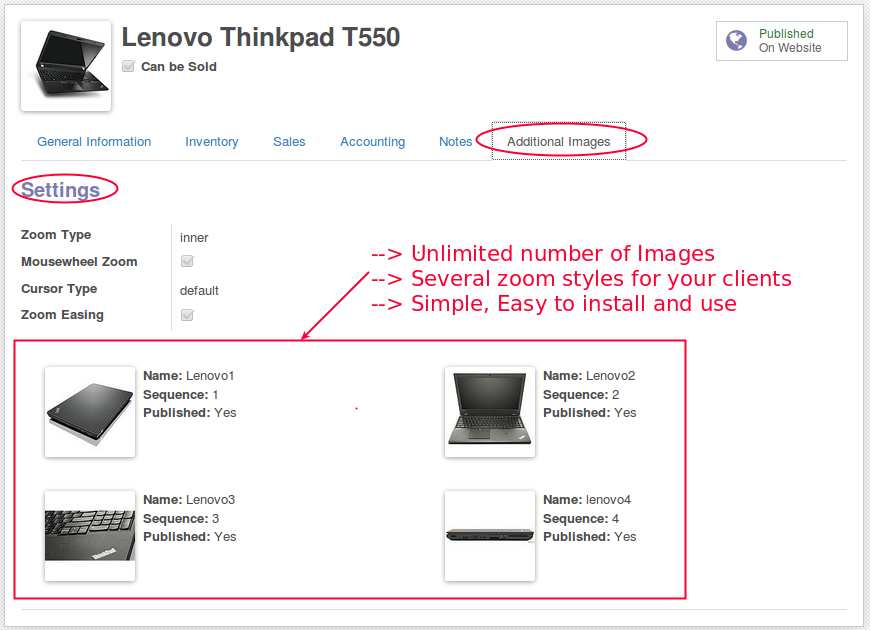 Lenovo Thinkpad T550
Can be Sold
Published
On Website
General Information
Inventory
Sales
Accounting
Notes
Additional Images
Settings
Zoom Type
inner
Mousewheel Zoom
Cursor Type
default
Zoom Easing
--> Unlimited number of Images
--> Several zoom styles for your clients
--> Simple, Easy to install and use
Name: Lenovo1
Sequence: 1
Published: Yes
Name: Lenovo2
Sequence: 2
Published: Yes
Name: Lenovo3
Sequence: 3
Published: Yes
ThinkPad
Name: lenovo4
Sequence: 4
Published: Yes